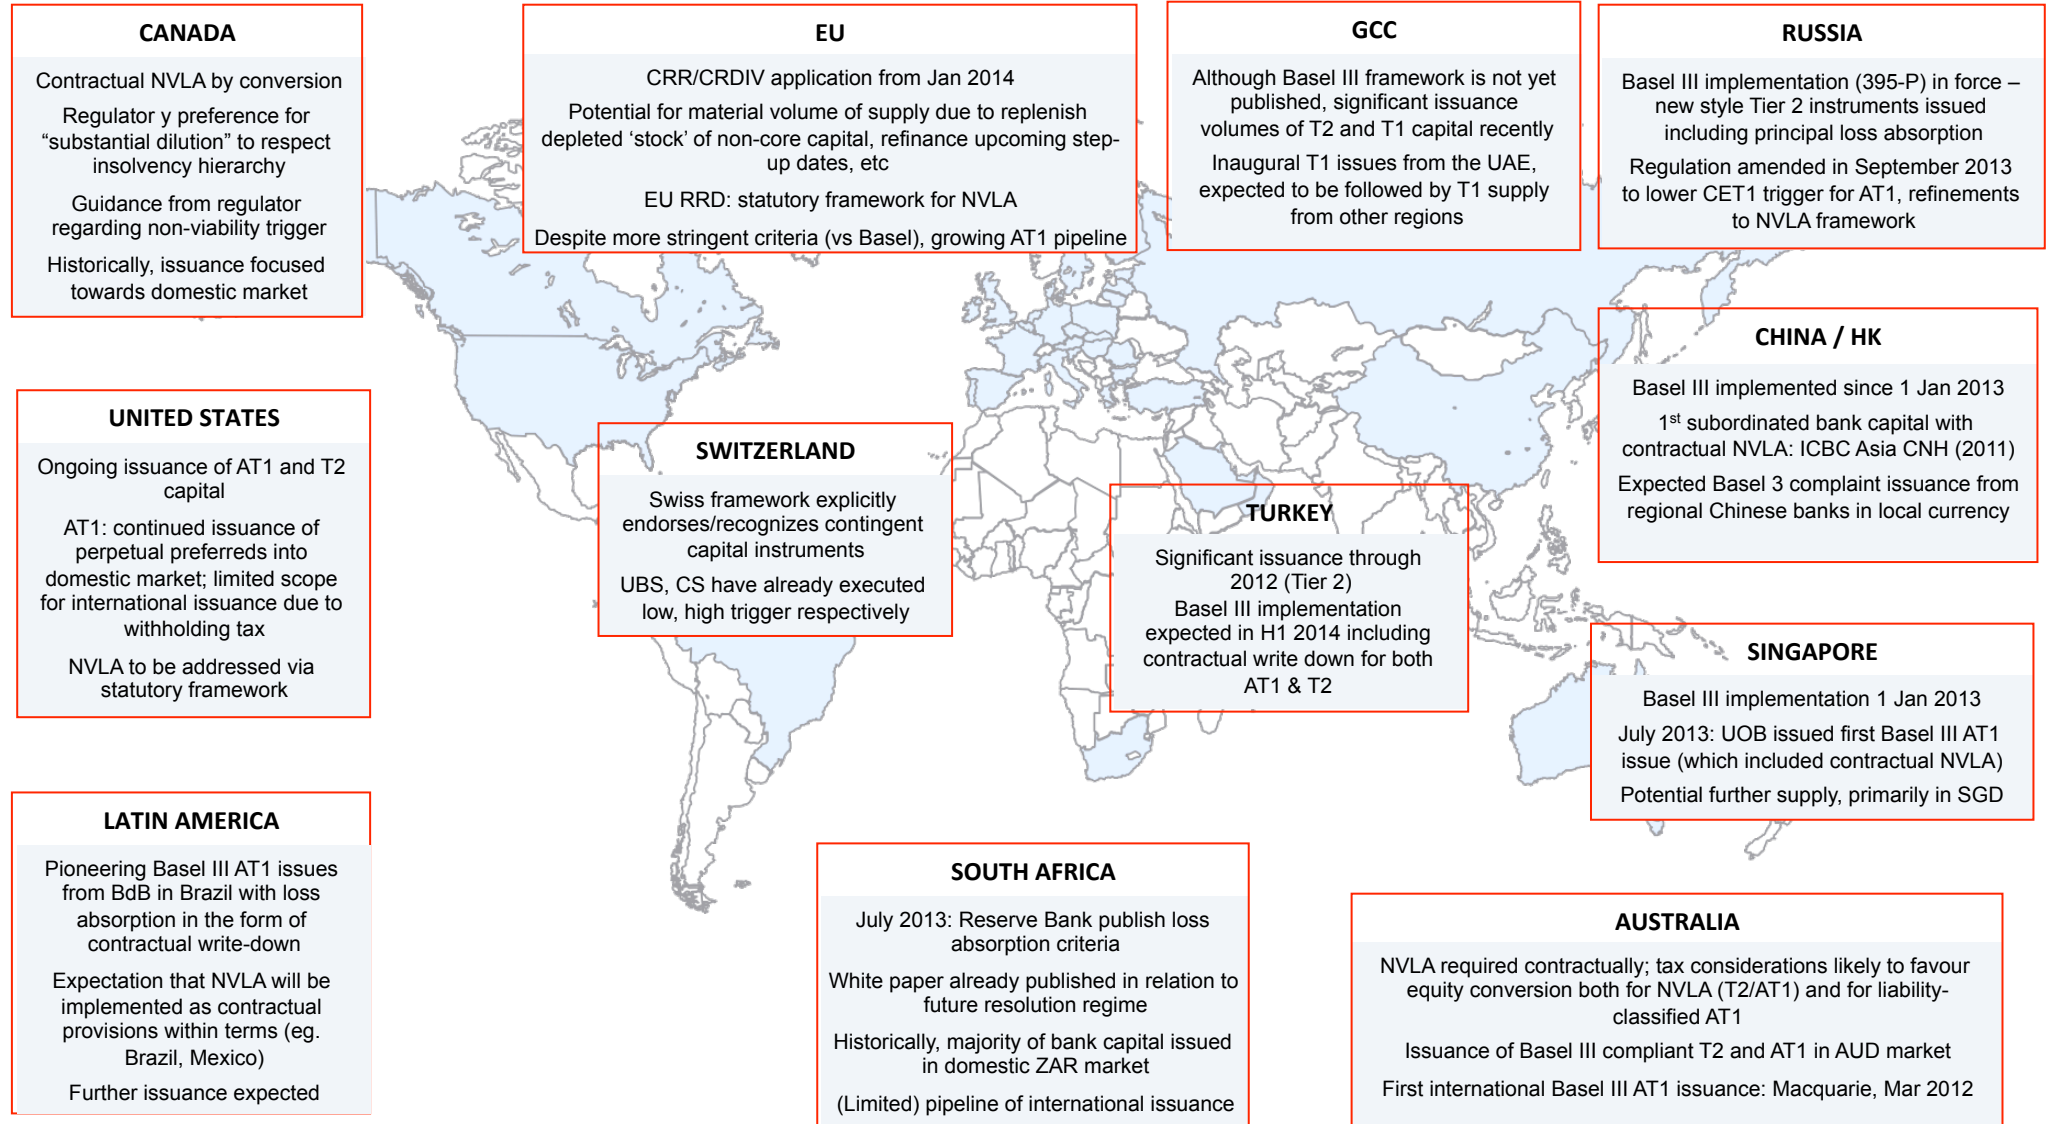 CANADA
Contractual NVLA by conversion
Regulator y preference for
“substantial dilution” to respect
insolvency hierarchy
Guidance from regulator
regarding non-viability trigger
Historically, issuance focused
towards domestic market
EU
CRR/CRDIV application from Jan 2014
Potential for material volume of supply due to replenish
depleted ‘stock’ of non-core capital, refinance upcoming step-
up dates, etc
EU RRD: statutory framework for NVLA
Despite more stringent criteria (vs Basel), growing AT1 pipeline
GCC
Although Basel III framework is not yet
published, significant issuance
volumes of T2 and T1 capital recently
Inaugural T1 issues from the UAE,
expected to be followed by T1 supply
from other regions
RUSSIA
Basel III implementation (395-P) in force –
new style Tier 2 instruments issued
including principal loss absorption
Regulation amended in September 2013
to lower CET1 trigger for AT1, refinements
to NVLA framework
CHINA / HK
Basel III implemented since 1 Jan 2013
1st subordinated bank capital with
contractual NVLA: ICBC Asia CNH (2011)
Expected Basel 3 complaint issuance from
regional Chinese banks in local currency
UNITED STATES
Ongoing issuance of AT1 and T2
capital
AT1: continued issuance of
perpetual preferreds into
domestic market; limited scope
for international issuance due to
withholding tax
NVLA to be addressed via
statutory framework
SWITZERLAND
Swiss framework explicitly
endorses/recognizes contingent
capital instruments
UBS, CS have already executed
low, high trigger respectively
TURKEY
Significant issuance through
2012 (Tier 2)
Basel III implementation
expected in H1 2014 including
contractual write down for both
AT1 & T2
SINGAPORE
Basel III implementation 1 Jan 2013
July 2013: UOB issued first Basel III AT1
issue (which included contractual NVLA)
Potential further supply, primarily in SGD
LATIN AMERICA
Pioneering Basel III AT1 issues
from BdB in Brazil with loss
absorption in the form of
contractual write-down
Expectation that NVLA will be
implemented as contractual
provisions within terms (eg.
Brazil, Mexico)
Further issuance expected
SOUTH AFRICA
July 2013: Reserve Bank publish loss
absorption criteria
White paper already published in relation to
future resolution regime
Historically, majority of bank capital issued
in domestic ZAR market
(Limited) pipeline of international issuance
AUSTRALIA
NVLA required contractually; tax considerations likely to favour
equity conversion both for NVLA (T2/AT1) and for liability-
classified AT1
Issuance of Basel III compliant T2 and AT1 in AUD market
First international Basel III AT1 issuance: Macquarie, Mar 2012